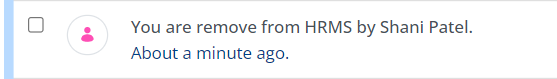 You are remove from HRMS by Shani Patel.
About a minute ago.